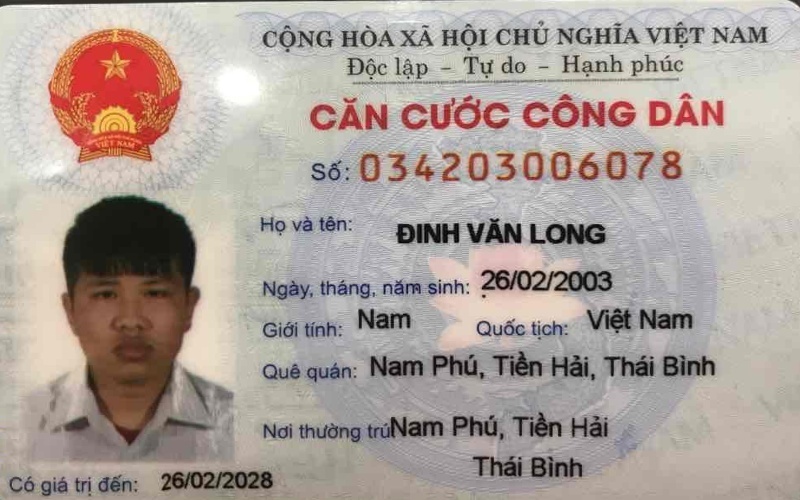 CỘNG HÒA XÃ HỘI CHỦ NGHĨA VIỆT NAM
Độc lập - Tự do - Hạnh phúc
CĂN CƯỚC CÔNG DÂN
Số: 034203006078
Họ và tên: ĐINH VĂN LONG
Ngày, tháng, năm sinh: 26/02/2003
Giới tính: Nam Quốc tịch: Việt Nam
Quê quán: Nam Phú, Tiền Hải, Thái Bình
Nơi thường trú: Nam Phú, Tiền Hải
Thái Bình
Có giá trị đến: 26/02/2028
VIỆT NAM